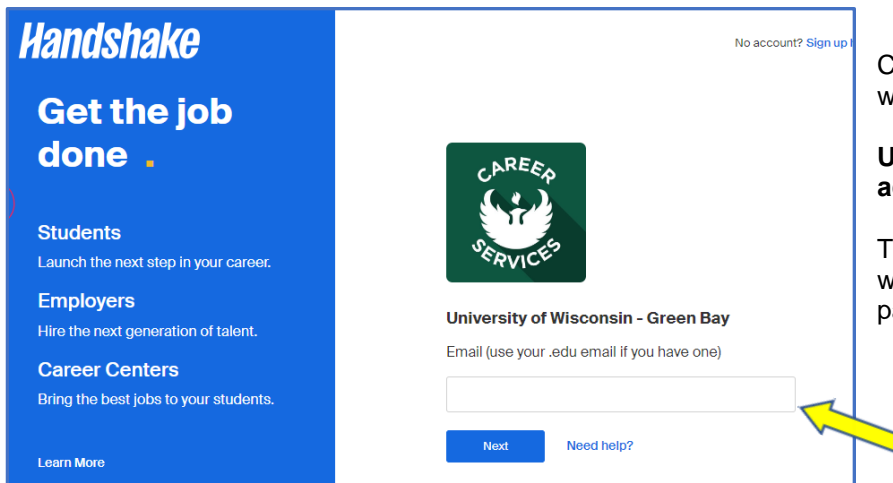 Handshake
Get the job
done .
Students
Launch the next step in your career.
Employers
Hire the next generation of talent.
Career Centers
Bring the best jobs to your students.
Learn More
No account? Sign up
CAREER
SERVICES
University of Wisconsin - Green Bay
Email (use your .edu email if you have one)
Next
Need help?